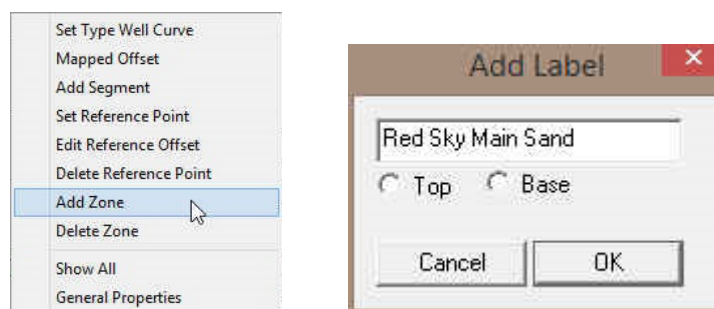 Set Type Well Curve
Mapped Offset
Add Segment
Set Reference Point
Edit Reference Offset
Delete Reference Point
Add Zone
Delete Zone
Show All
General Properties
Add Label
Red Sky Main Sand
Top Base
Cancel OK